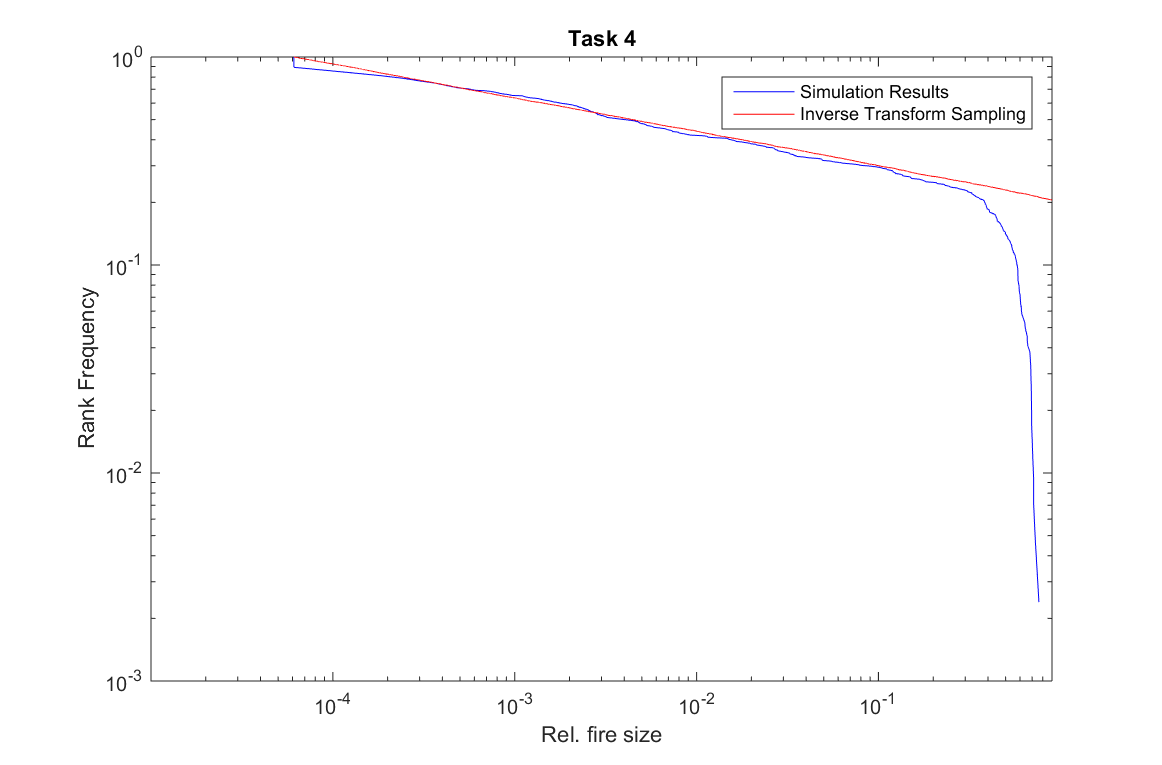 Task 4
10^0
Simulation Results
Inverse Transform Sampling
10^-1
Rank Frequency
10^-2
10^-3
10^-4 10^-3 10^-2 10^-1
Rel. fire size